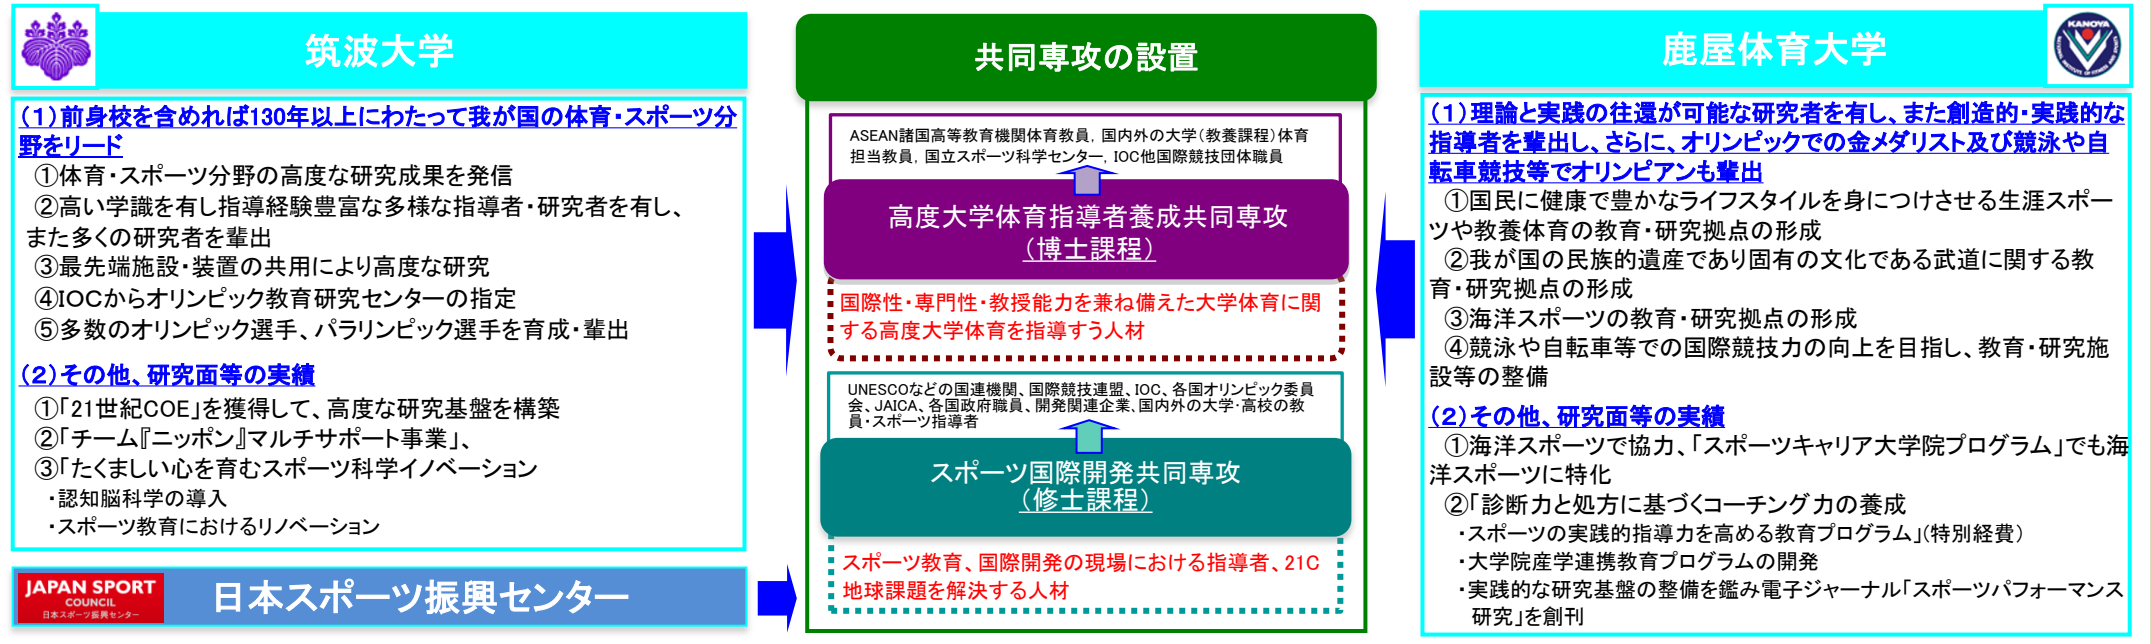 筑波大学
(1)前身校を含めれば130年以上にわたって我が国の体育・スポーツ分
野をリード
①体育・スポーツ分野の高度な研究成果を発信
②高い学識を有し指導経験豊富な多様な指導者・研究者を有し、
また多くの研究者を輩出
③最先端施設・装置の共用により高度な研究
④IOCからオリンピック教育研究センターの指定
⑤多数のオリンピック選手、パラリンピック選手を育成・輩出
(2)その他、研究面等の実績
①「21世紀COE」を獲得して、高度な研究基盤を構築
②「チーム『ニッポン』マルチサポート事業」、
③「たくましい心を育むスポーツ科学イノベーション
・認知脳科学の導入
・スポーツ教育におけるリノベーション
JAPAN SPORT
COUNCIL
日本スポーツ振興センター
日本スポーツ振興センター
共同専攻の設置
ASEAN諸国高等教育機関体育教員, 国内外の大学(教養課程)体育
担当教員, 国立スポーツ科学センター, IOC他国際競技団体職員
高度大学体育指導者養成共同専攻
(博士課程)
国際性・専門性・教授能力を兼ね備えた大学体育に関
する高度大学体育を指導すう人材
UNESCOなどの国連機関、国際競技連盟、IOC、各国オリンピック委員
会、JAICA、各国政府職員、開発関連企業、国内外の大学・高校の教
員・スポーツ指導者
スポーツ国際開発共同専攻
(修士課程)
スポーツ教育、国際開発の現場における指導者、21C
地球課題を解決する人材
鹿屋体育大学
KANOYA
(1)理論と実践の往還が可能な研究者を有し、また創造的・実践的な
指導者を輩出し、さらに、オリンピックでの金メダリスト及び競泳や自
転車競技等でオリンピアンも輩出
①国民に健康で豊かなライフスタイルを身につけさせる生涯スポー
ツや教養体育の教育・研究拠点の形成
②我が国の民族的遺産であり固有の文化である武道に関する教
育・研究拠点の形成
③海洋スポーツの教育・研究拠点の形成
④競泳や自転車等での国際競技力の向上を目指し、教育・研究施
設等の整備
(2)その他、研究面等の実績
①海洋スポーツで協力、「スポーツキャリア大学院プログラム」でも海
洋スポーツに特化
②「診断力と処方に基づくコーチング力の養成
・スポーツの実践的指導力を高める教育プログラム」(特別経費)
・大学院産学連携教育プログラムの開発
・実践的な研究基盤の整備を鑑み電子ジャーナル「スポーツパフォーマンス
研究」を創刊